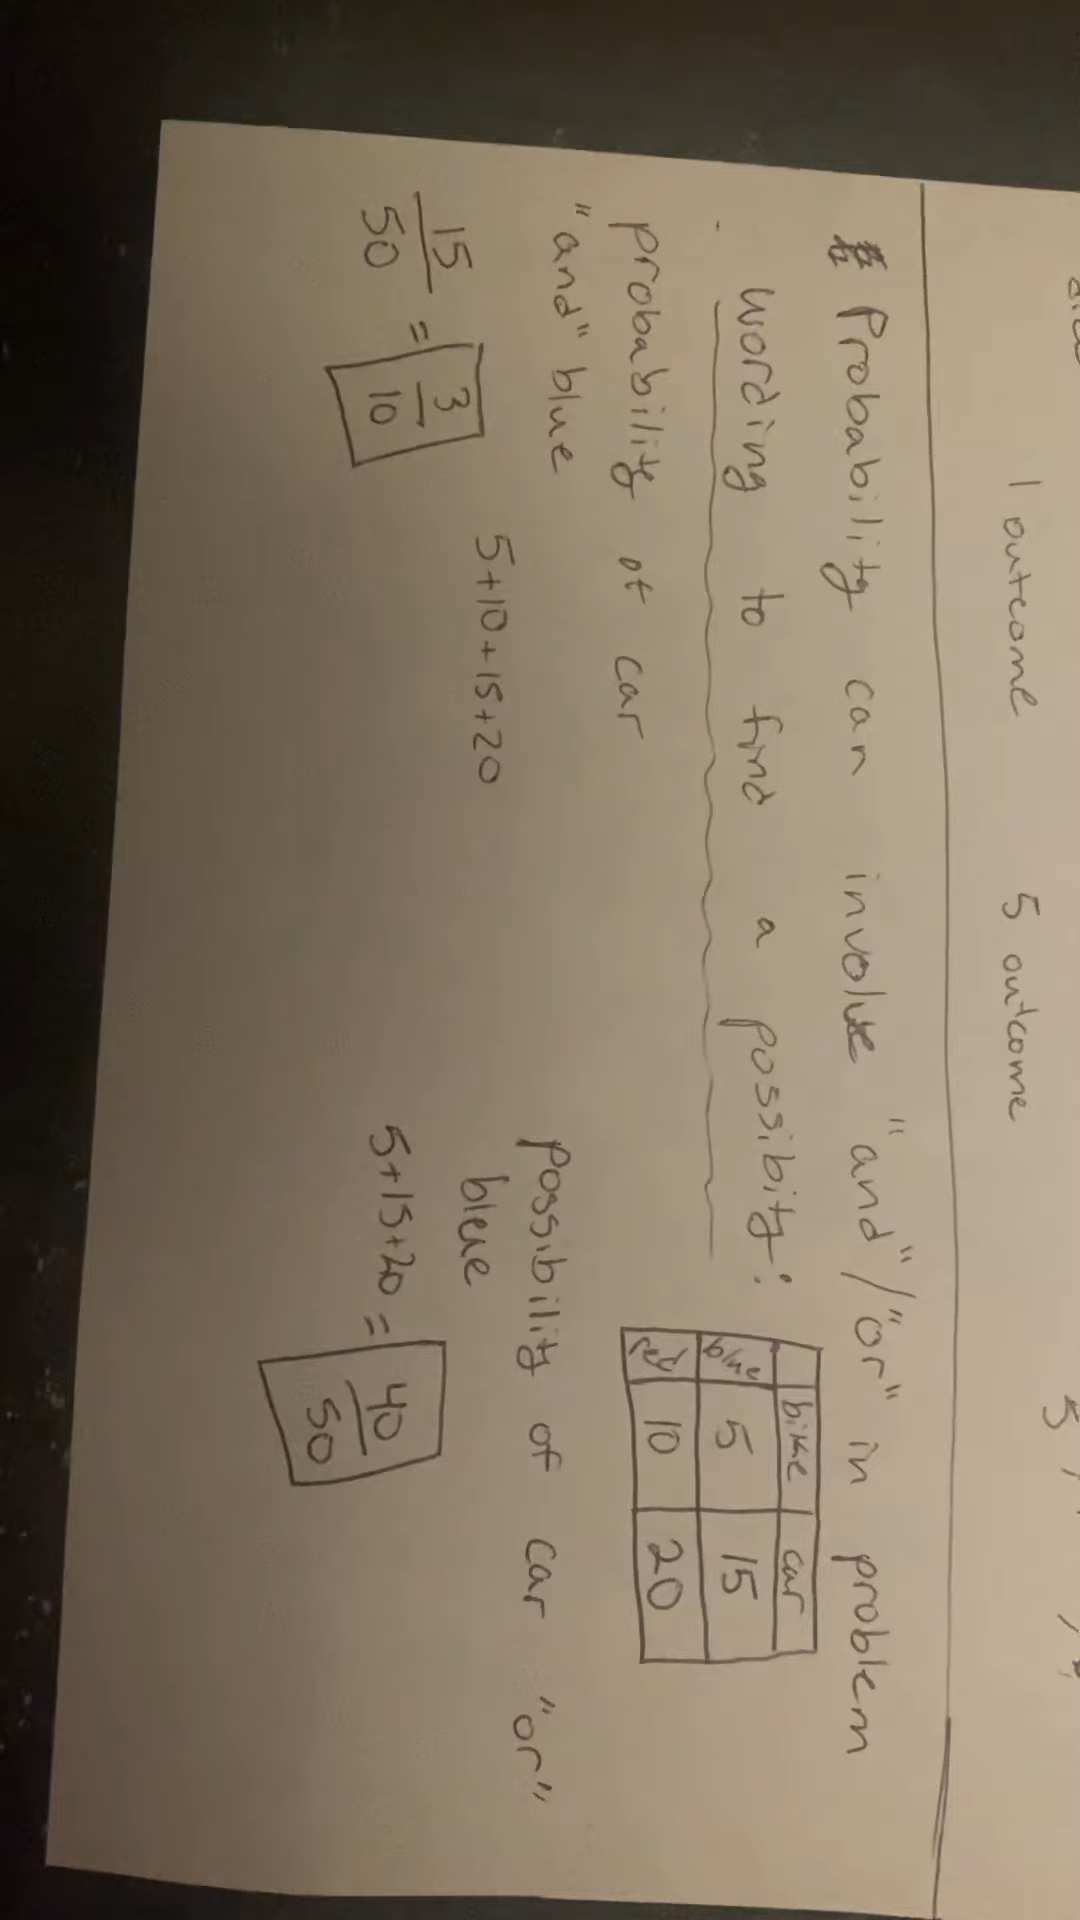 1 outcome 5 outcome
Probability can involve "and"/"or" in problem
wording to find a possibity:
bike car
blue 5 15
red 10 20
probability of car
"and" blue
5+10+15+20
15/50 = 3/10
possibility of car "or"
blue
5+15+20 = 40/50